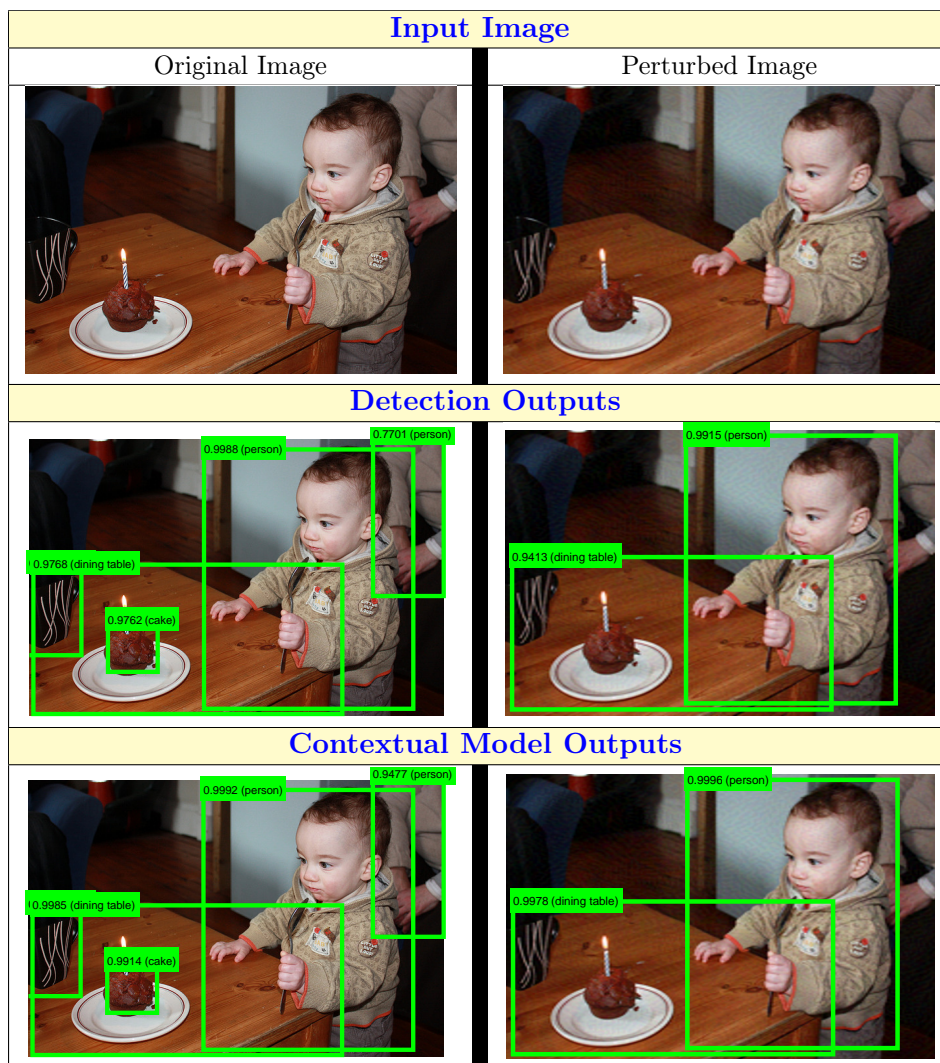 Input Image
Original Image
Perturbed Image
Detection Outputs
0.9988 (person)
0.7701 (person)
0.9768 (dining table)
0.9762 (cake)
0.9915 (person)
0.9413 (dining table)
Contextual Model Outputs
0.9992 (person)
0.9477 (person)
0.9985 (dining table)
0.9914 (cake)
0.9996 (person)
0.9978 (dining table)